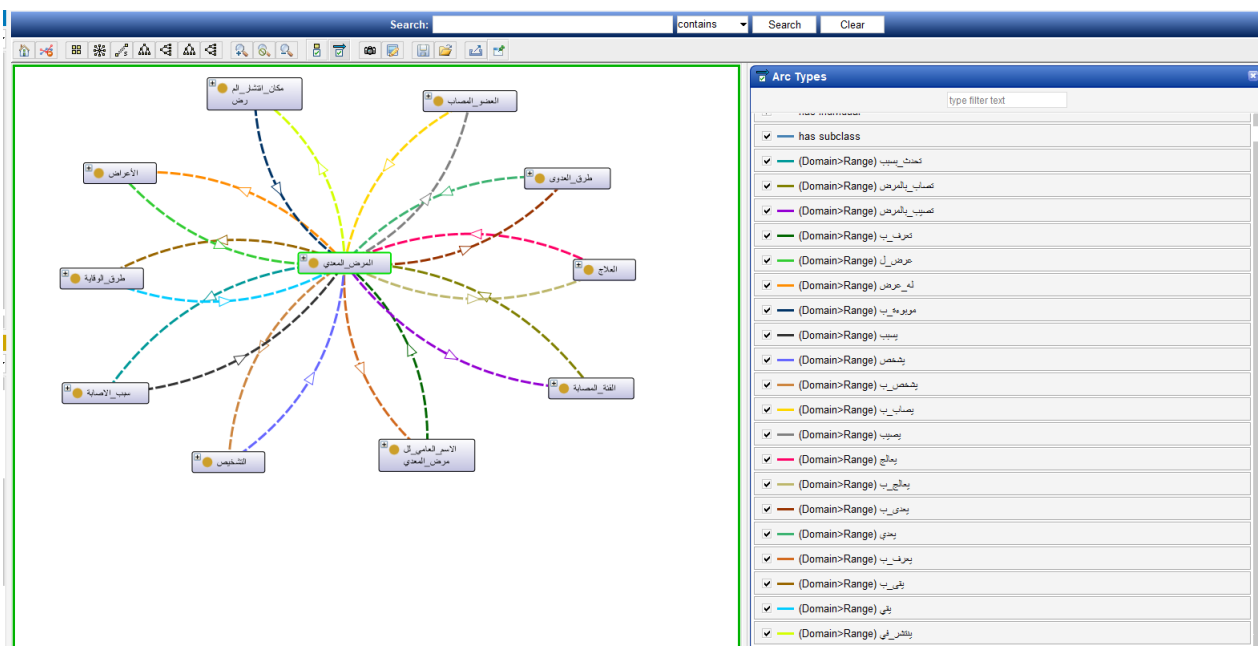 Search:
contains
Search
Clear
Arc Types
type filter text
has subclass
تحدث_بسبب (Domain>Range)
تصاب_بالمرض (Domain>Range)
تصيب_بالمرض (Domain>Range)
تعرف_ب (Domain>Range)
عرض_ل (Domain>Range)
له_عرض (Domain>Range)
موبوءة_ب (Domain>Range)
يسبب (Domain>Range)
يشخص (Domain>Range)
يشخص_ب (Domain>Range)
يصاب_ب (Domain>Range)
يصيب (Domain>Range)
يعالج (Domain>Range)
يعالج_ب (Domain>Range)
يعدى_ب (Domain>Range)
يعدي (Domain>Range)
يعرف_ب (Domain>Range)
يقى_ب (Domain>Range)
يقي (Domain>Range)
ينتشر_في (Domain>Range)
مكان_انتشار_الم
رض
العضو_المصاب
الأعراض
طرق_العدوى
المرض_المعدي
طرق_الوقاية
العلاج
سبب_الاصابة
الفئة_المصابة
التشخيص
الاسم_العامي_لل
مرض_المعدي